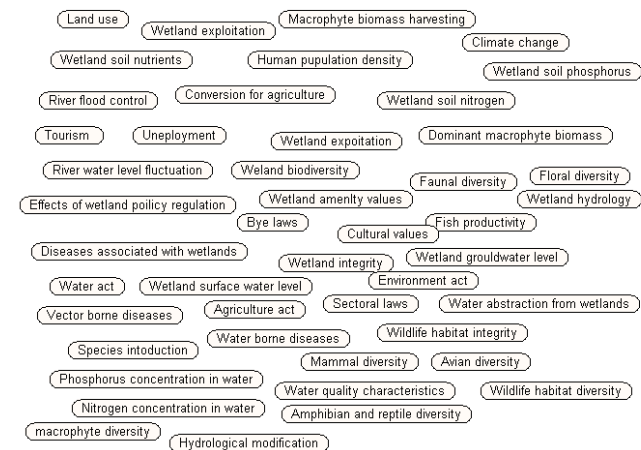 Land use
Wetland exploitation
Macrophyte biomass harvesting
Climate change
Wetland soil nutrients
Human pupulation density
Wetland soil phosphorus
River flood control
Conversion for agriculture
Wetland soil nitrogen
Tourism
Uneployment
Wetland expoitation
Dominant macrophyte biomass
River water level fluctuation
Weland biodiversity
Faunal diversity
Floral diversity
Effects of wetland poilicy regulation
Wetland amenlty values
Wetland hydrology
Bye laws
Cultural values
Fish productivity
Diseases associated with wetlands
Wetland integrity
Wetland grouldwater level
Water act
Wetland surface water level
Environment act
Vector borne diseases
Agriculture act
Sectoral laws
Water abstraction from wetlands
Species intoduction
Water borne diseases
Wildlife habitat integrity
Mammal diversity
Avian diversity
Phosphorus concentration in water
Water quality characteristics
Wildlife habitat diversity
Nitrogen concentration in water
Amphibian and reptile diversity
macrophyte diversity
Hydrological modification